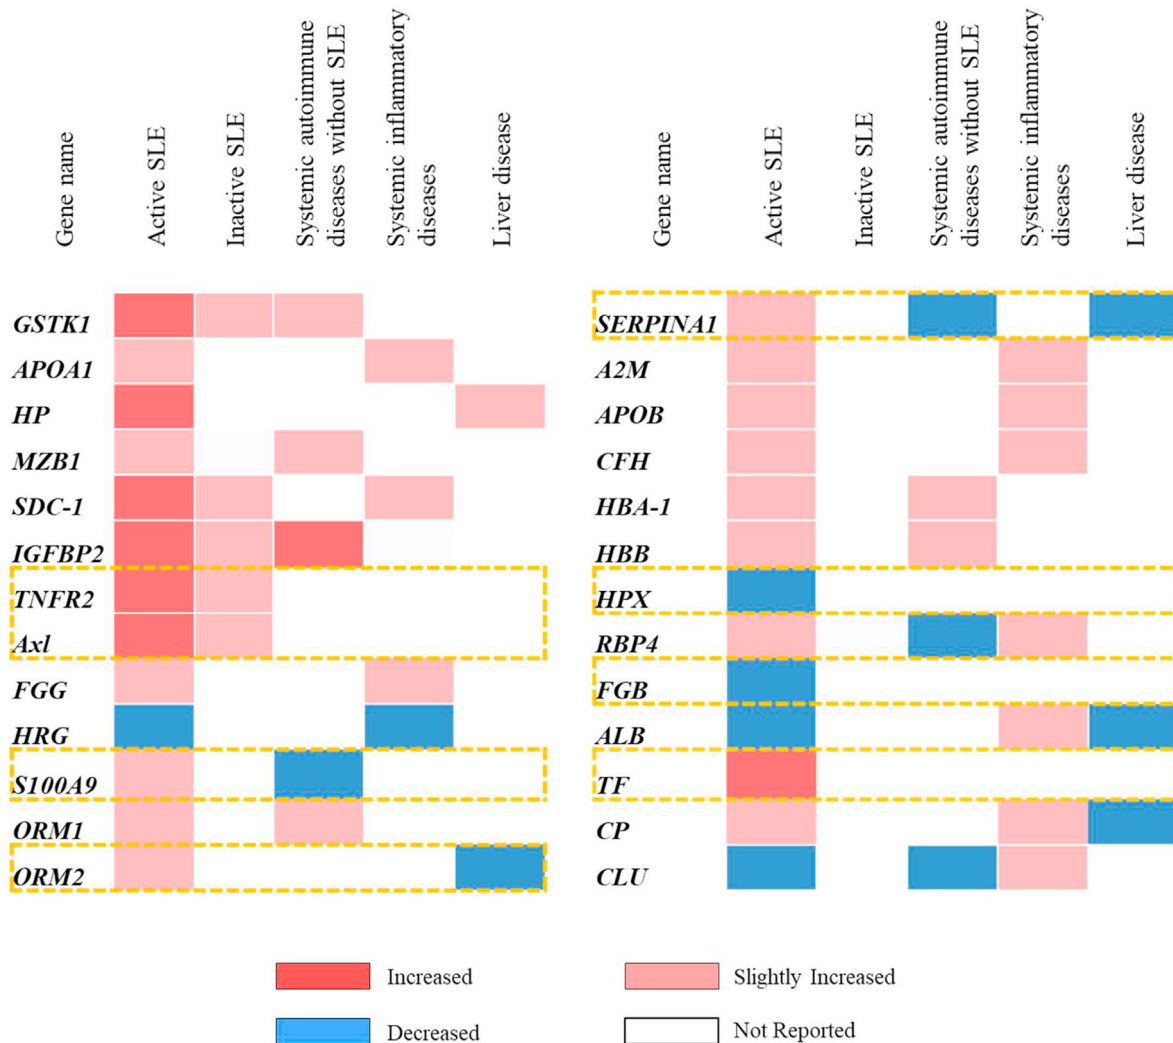 Gene name
Active SLE
Inactive SLE
Systemic autoimmune
diseases without SLE
Systemic inflammatory
diseases
Liver disease
GSTK1
APOA1
HP
MZB1
SDC-1
IGFBP2
TNFR2
Axl
FGG
HRG
S100A9
ORM1
ORM2
Gene name
Active SLE
Inactive SLE
Systemic autoimmune
diseases without SLE
Systemic inflammatory
diseases
Liver disease
SERPINA1
A2M
APOB
CFH
HBA-1
HBB
HPX
RBP4
FGB
ALB
TF
CP
CLU
Increased
Slightly Increased
Decreased
Not Reported